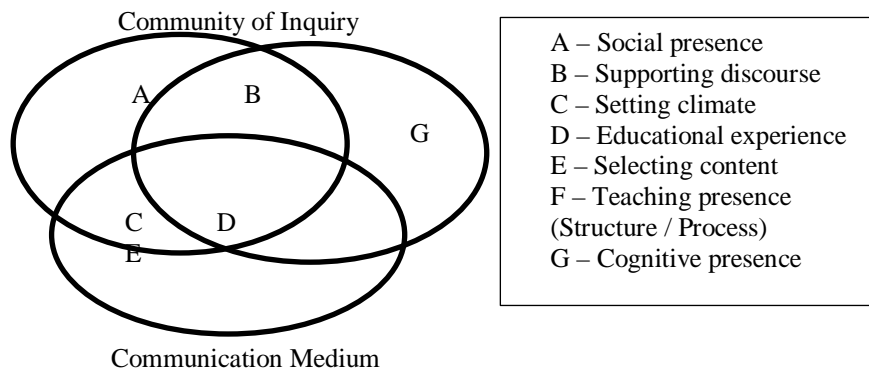 Community of Inquiry
A
B
G
C
D
E
Communication Medium
A – Social presence
B – Supporting discourse
C – Setting climate
D – Educational experience
E – Selecting content
F – Teaching presence
(Structure / Process)
G – Cognitive presence